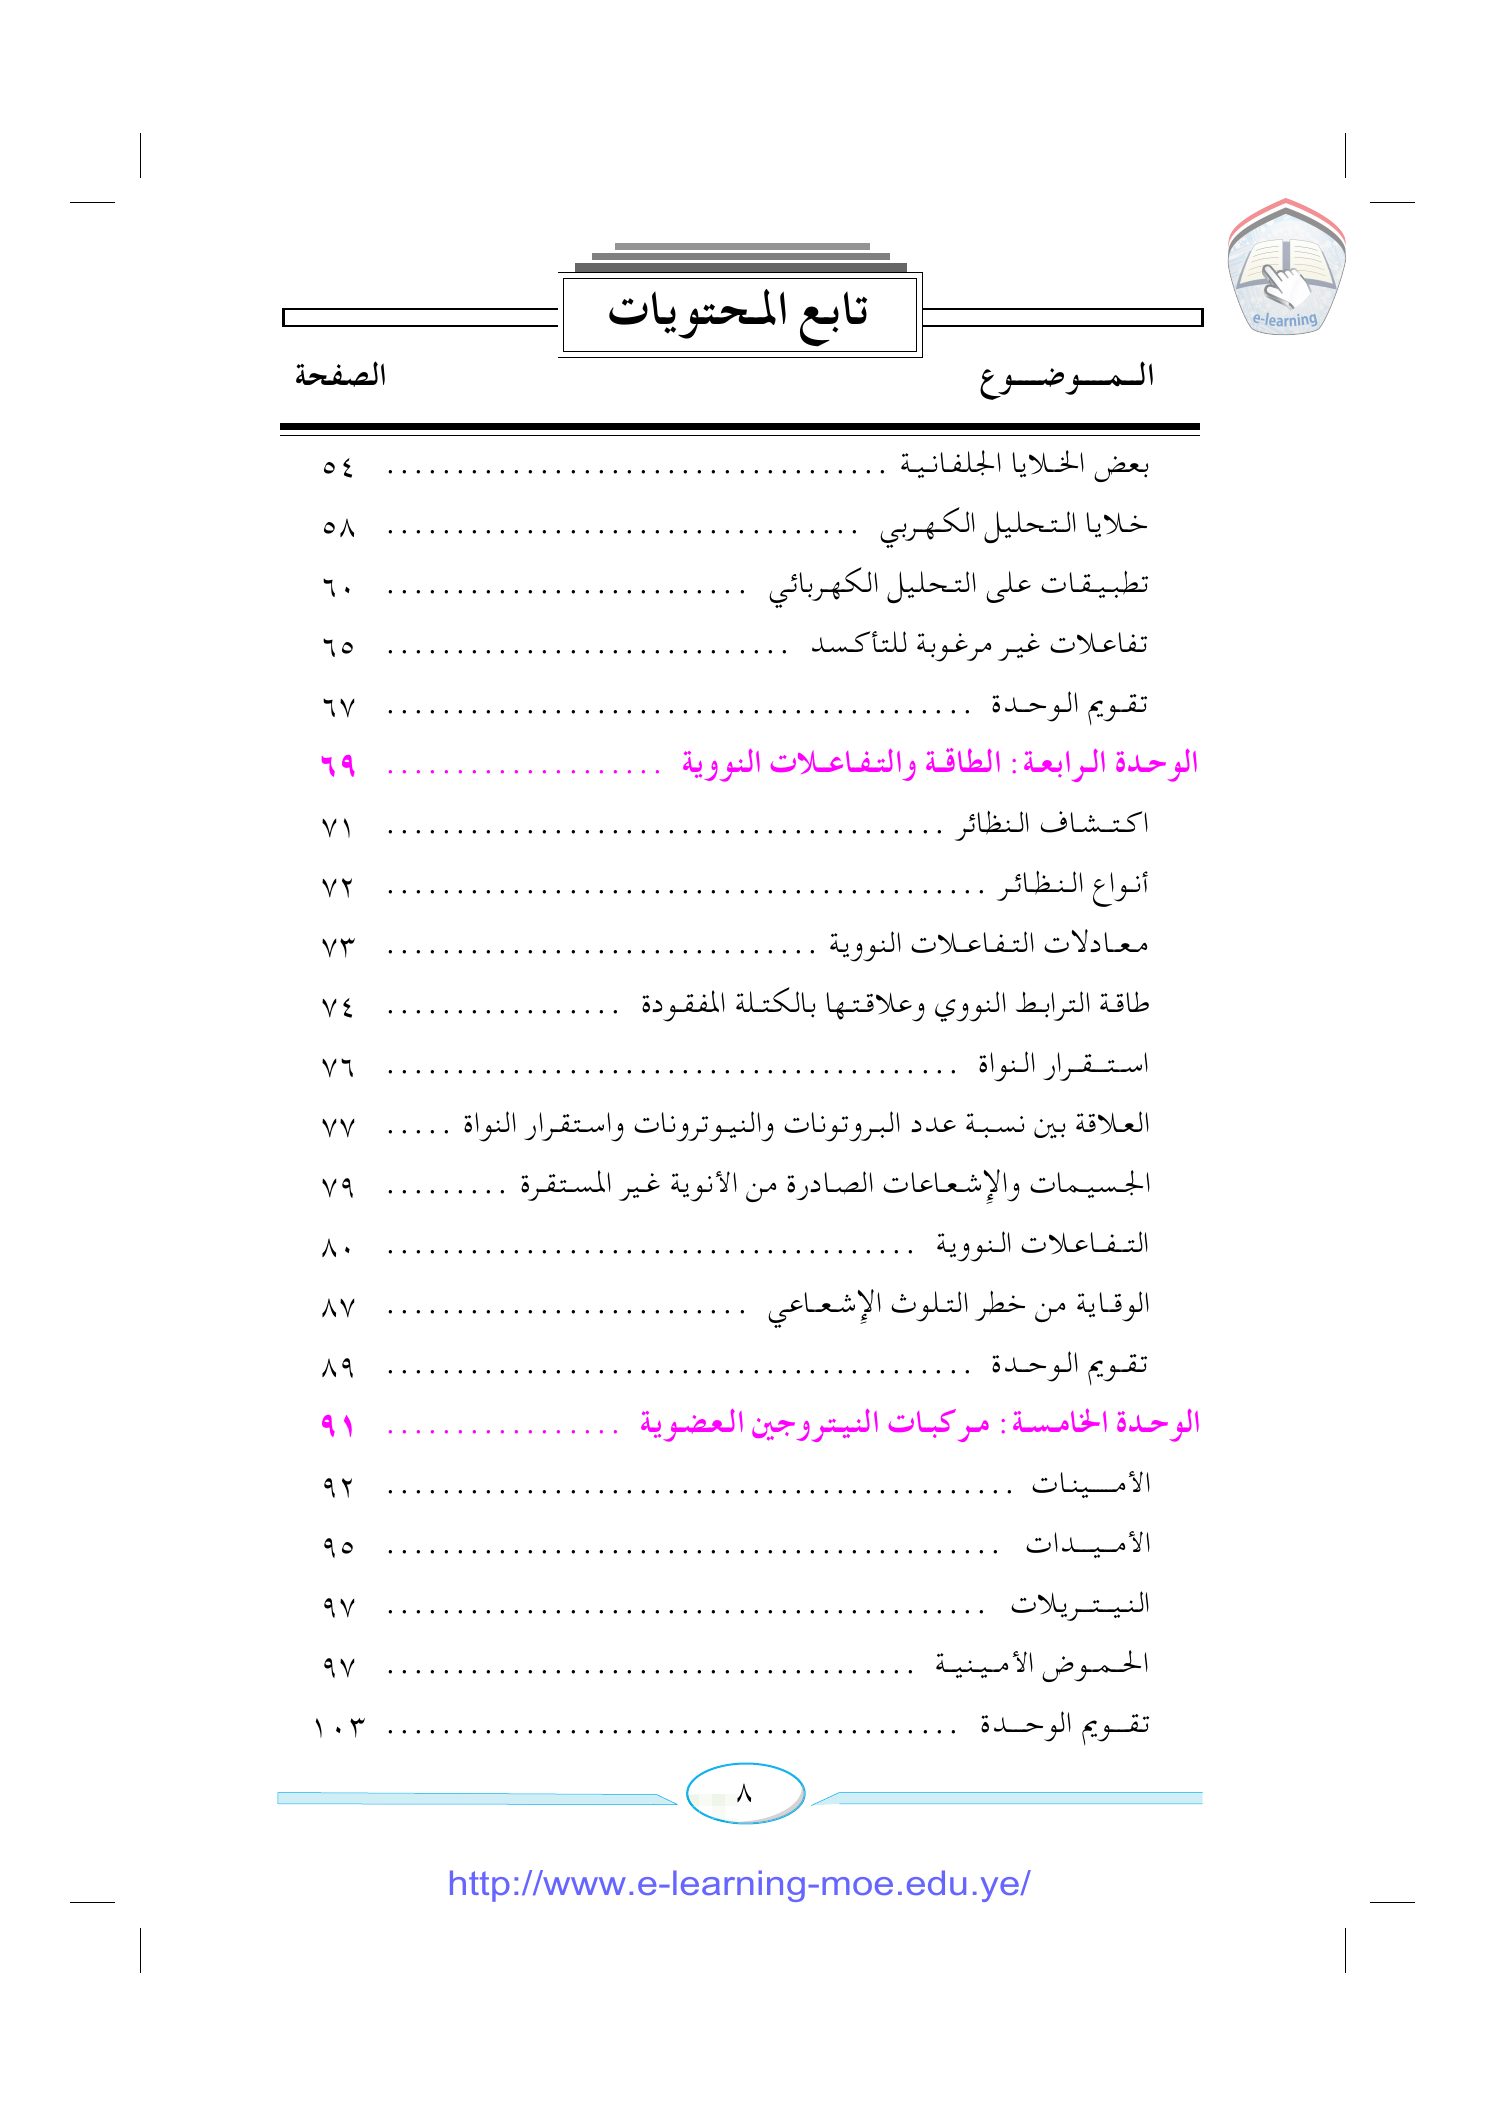 e-learning
تابع المحتويات
الموضوع الصفحة
بعض الخلايا الجلفانية ................................... ٥٤
خلايا التحليل الكهربي ................................. ٥٨
تطبيقات على التحليل الكهربائي .......................... ٦٠
تفاعلات غير مرغوبة للتأكسد ............................. ٦٥
تقويم الوحدة .......................................... ٦٧
الوحدة الرابعة : الطاقة والتفاعلات النووية .................... ٦٩
اكتشاف النظائر ........................................ ٧١
أنواع النظائر ........................................... ٧٢
معادلات التفاعلات النووية ............................... ٧٣
طاقة الترابط النووي وعلاقتها بالكتلة المفقودة ................. ٧٤
استقرار النواة ......................................... ٧٦
العلاقة بين نسبة عدد البروتونات والنيوترونات واستقرار النواة ..... ٧٧
الجسيمات والإشعاعات الصادرة من الأنوية غير المستقرة ......... ٧٩
التفاعلات النووية ...................................... ٨٠
الوقاية من خطر التلوث الإشعاعي .......................... ٨٧
تقويم الوحدة .......................................... ٨٩
الوحدة الخامسة : مركبات النيتروجين العضوية ................. ٩١
الأمينات ............................................. ٩٢
الأميدات ............................................ ٩٥
النيتريلات ........................................... ٩٧
الحموض الأمينية ...................................... ٩٧
تقويم الوحدة ......................................... ١٠٣
٨
http://www.e-learning-moe.edu.ye/